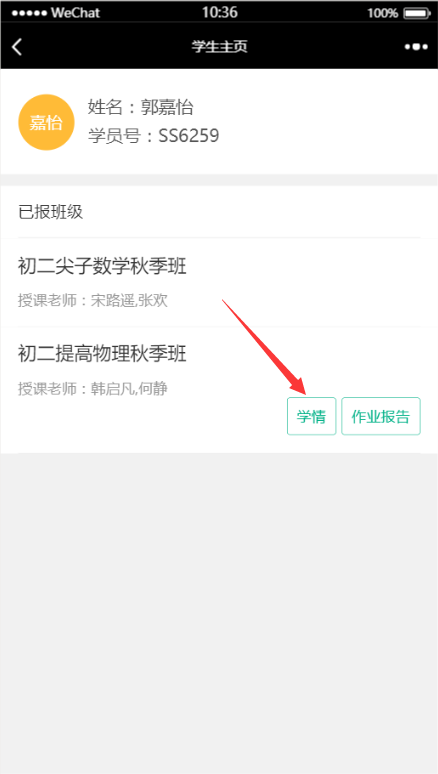 WeChat 10:36 100%
学生主页
嘉怡
姓名：郭嘉怡
学员号：SS6259
已报班级
初二尖子数学秋季班
授课老师：宋路遥,张欢
初二提高物理秋季班
授课老师：韩启凡,何静
学情 作业报告